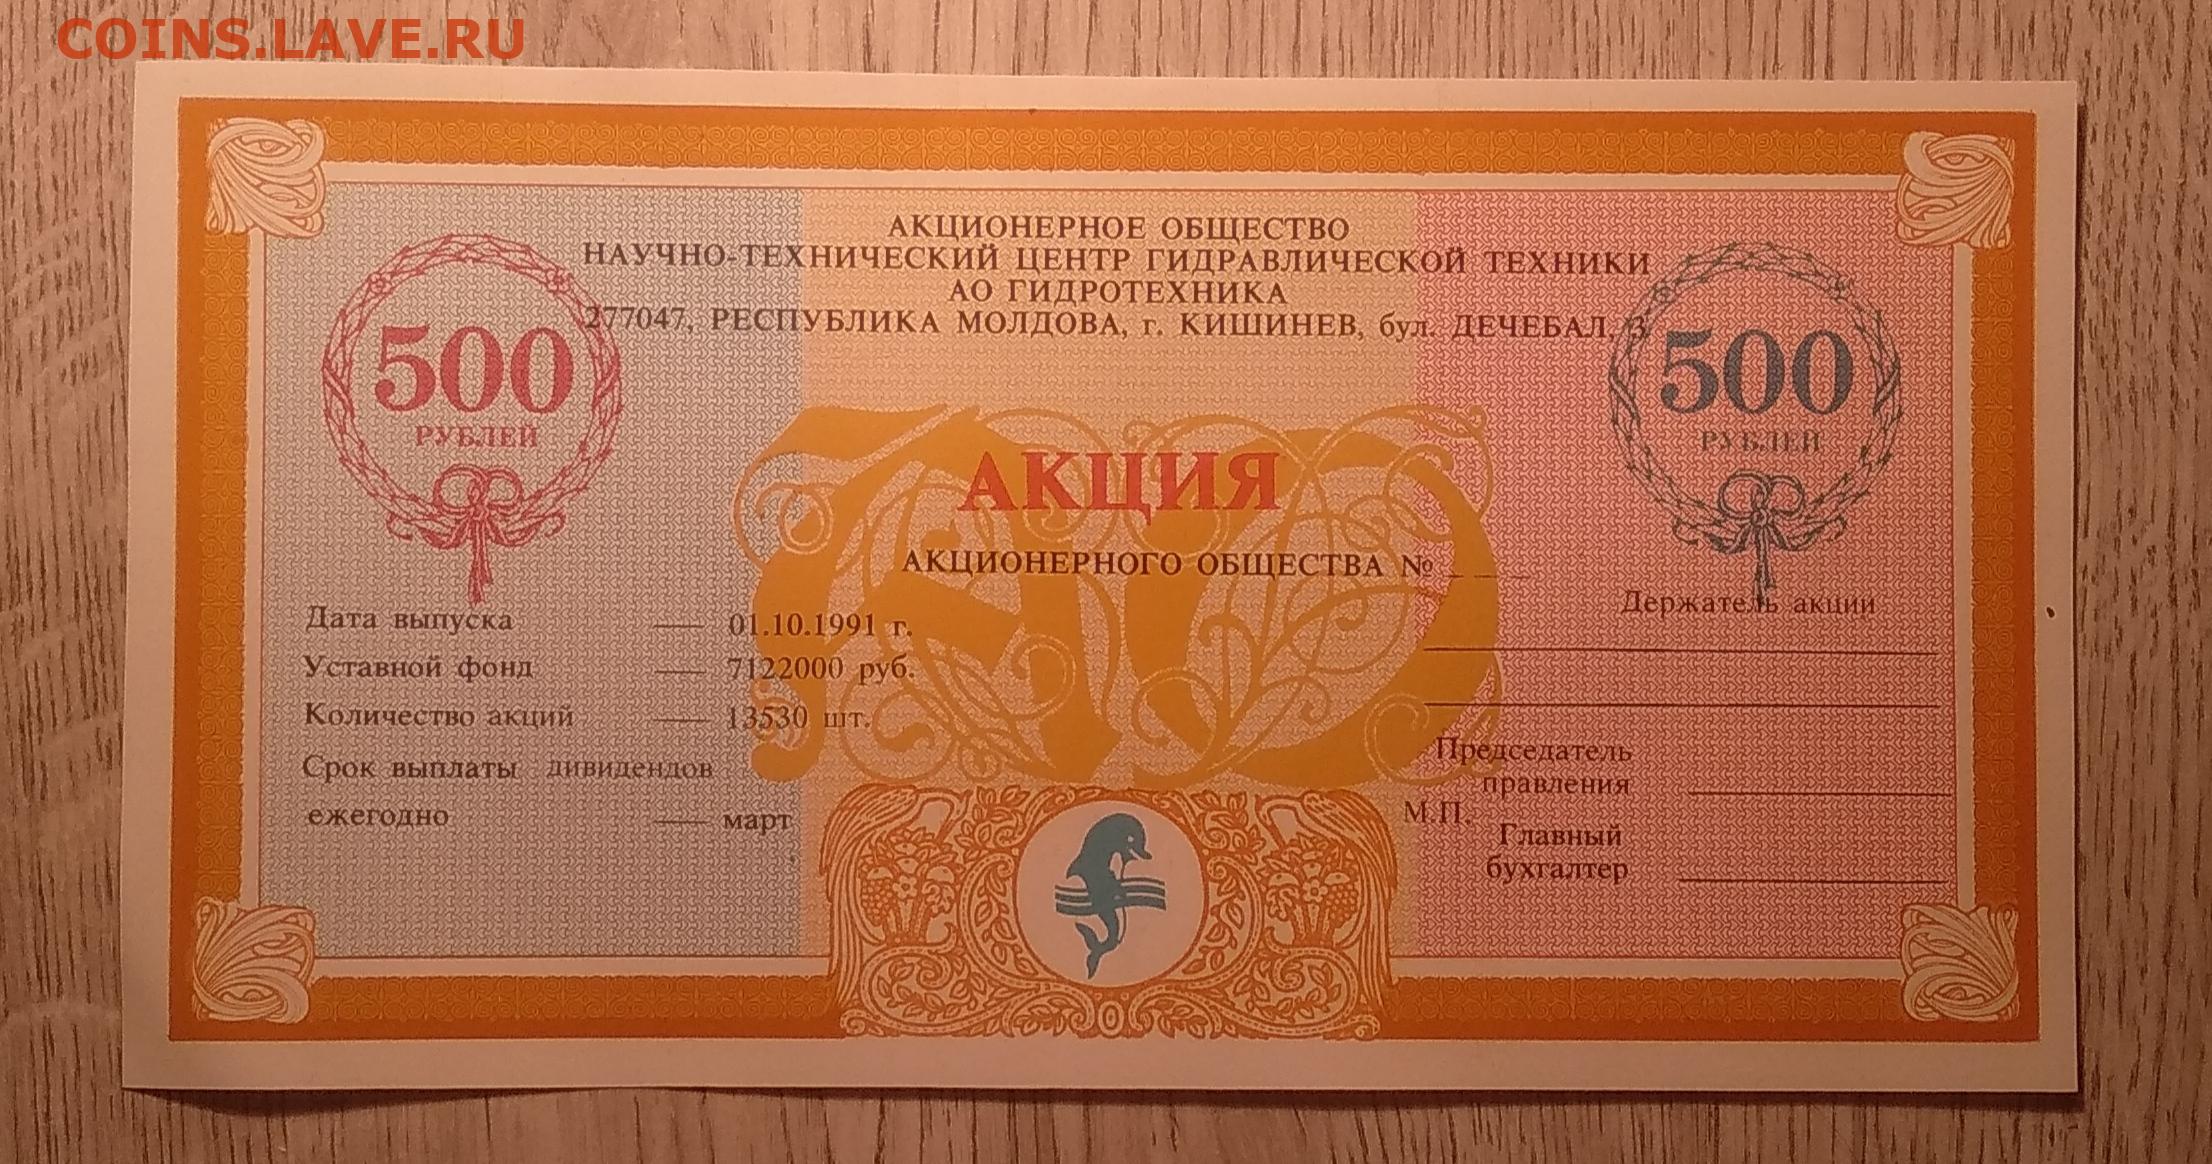 COINS.LAVE.RU
АКЦИОНЕРНОЕ ОБЩЕСТВО
НАУЧНО-ТЕХНИЧЕСКИЙ ЦЕНТР ГИДРАВЛИЧЕСКОЙ ТЕХНИКИ
АО ГИДРОТЕХНИКА
277047, РЕСПУБЛИКА МОЛДОВА, г. КИШИНЕВ, бул. ДЕЧЕБАЛ, 3
500
РУБЛЕЙ
500
РУБЛЕЙ
АО
АКЦИЯ
АКЦИОНЕРНОГО ОБЩЕСТВА №
Дата выпуска — 01.10.1991 г.
Уставной фонд — 7122000 руб.
Количество акций — 13530 шт.
Срок выплаты дивидендов
ежегодно — март
Держатель акции
Председатель
правления
М.П.
Главный
бухгалтер